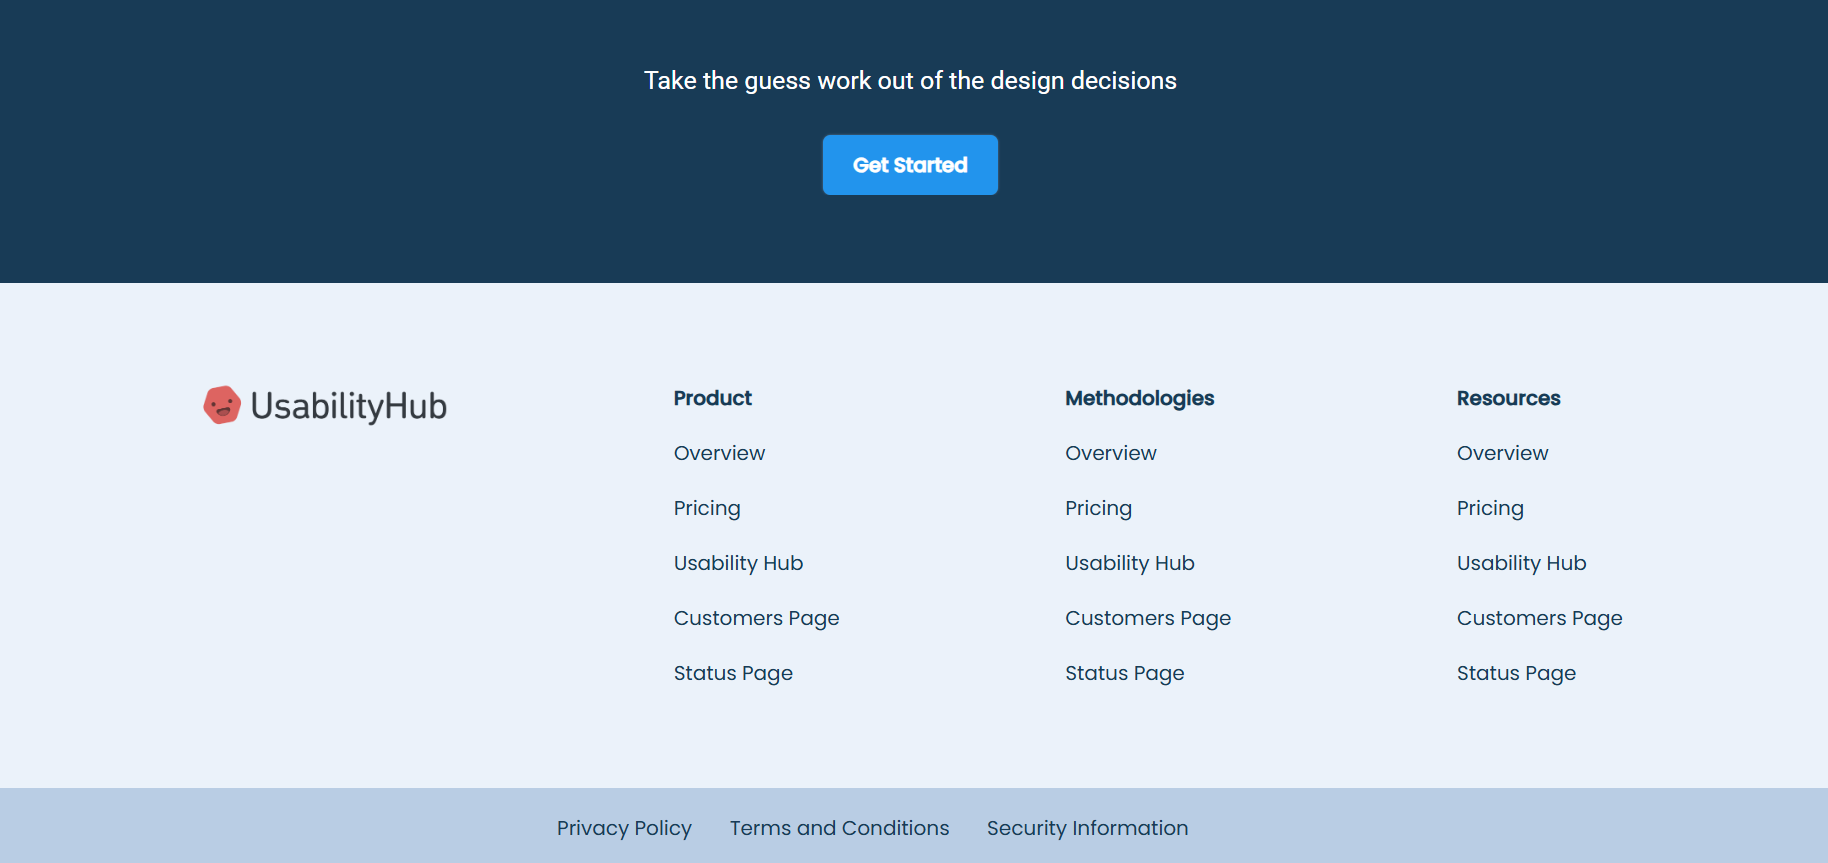 Take the guess work out of the design decisions
Get Started
UsabilityHub
Product
Overview
Pricing
Usability Hub
Customers Page
Status Page
Methodologies
Overview
Pricing
Usability Hub
Customers Page
Status Page
Resources
Overview
Pricing
Usability Hub
Customers Page
Status Page
Privacy Policy Terms and Conditions Security Information